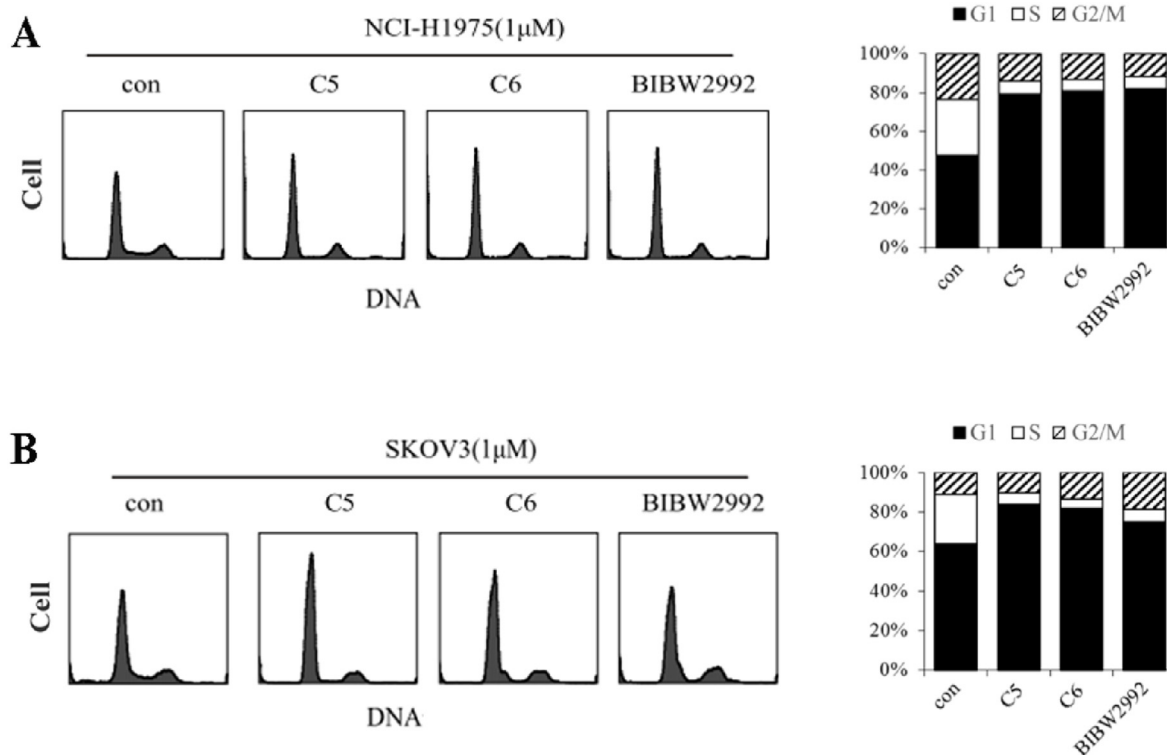 A
NCI-H1975(1μM)
con C5 C6 BIBW2992
Cell
DNA
G1 S G2/M
100%
80%
60%
40%
20%
0%
con C5 C6 BIBW2992
B
SKOV3(1μM)
con C5 C6 BIBW2992
Cell
DNA
G1 S G2/M
100%
80%
60%
40%
20%
0%
con C5 C6 BIBW2992